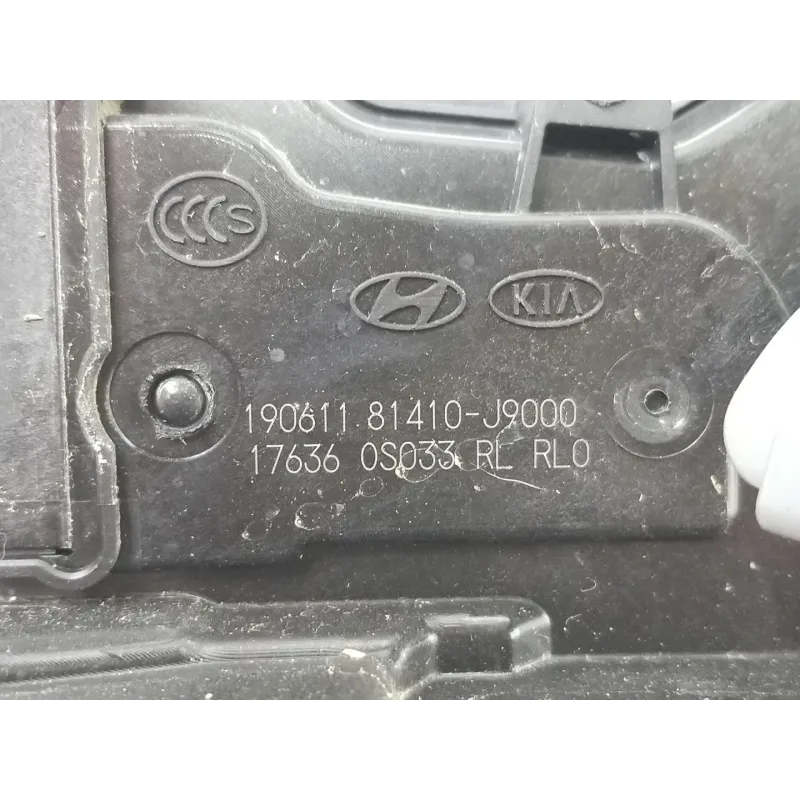 CCCS
KIA
190611 81410-J9000
17636 0S033 RL RL0